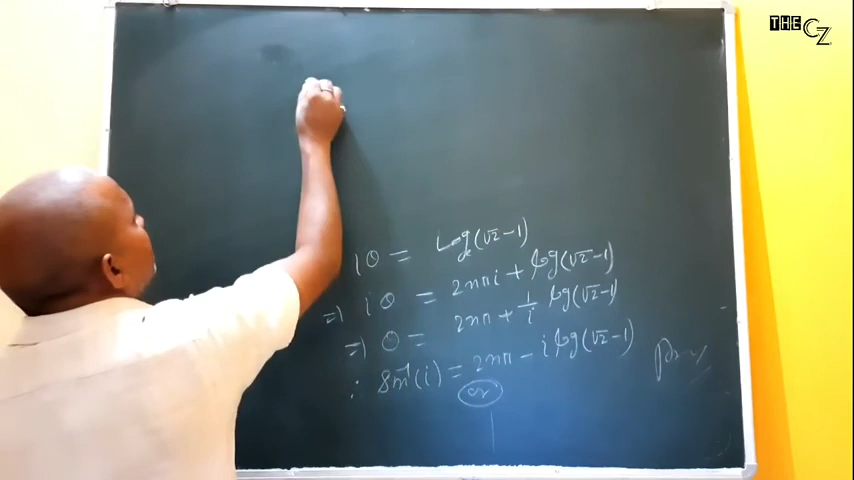 THE CZ
iθ = Log(√2-1)
⇒ iθ = 2nπi + log(√2-1)
⇒ θ = 2nπ + 1/i log(√2-1)
∴ Sin⁻¹(i) = 2nπ - i log(√2-1)
or